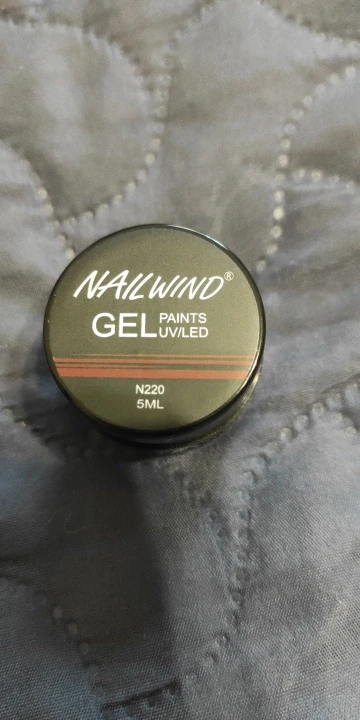 NAILWIND®
GEL PAINTS
UV/LED
N220
5ML